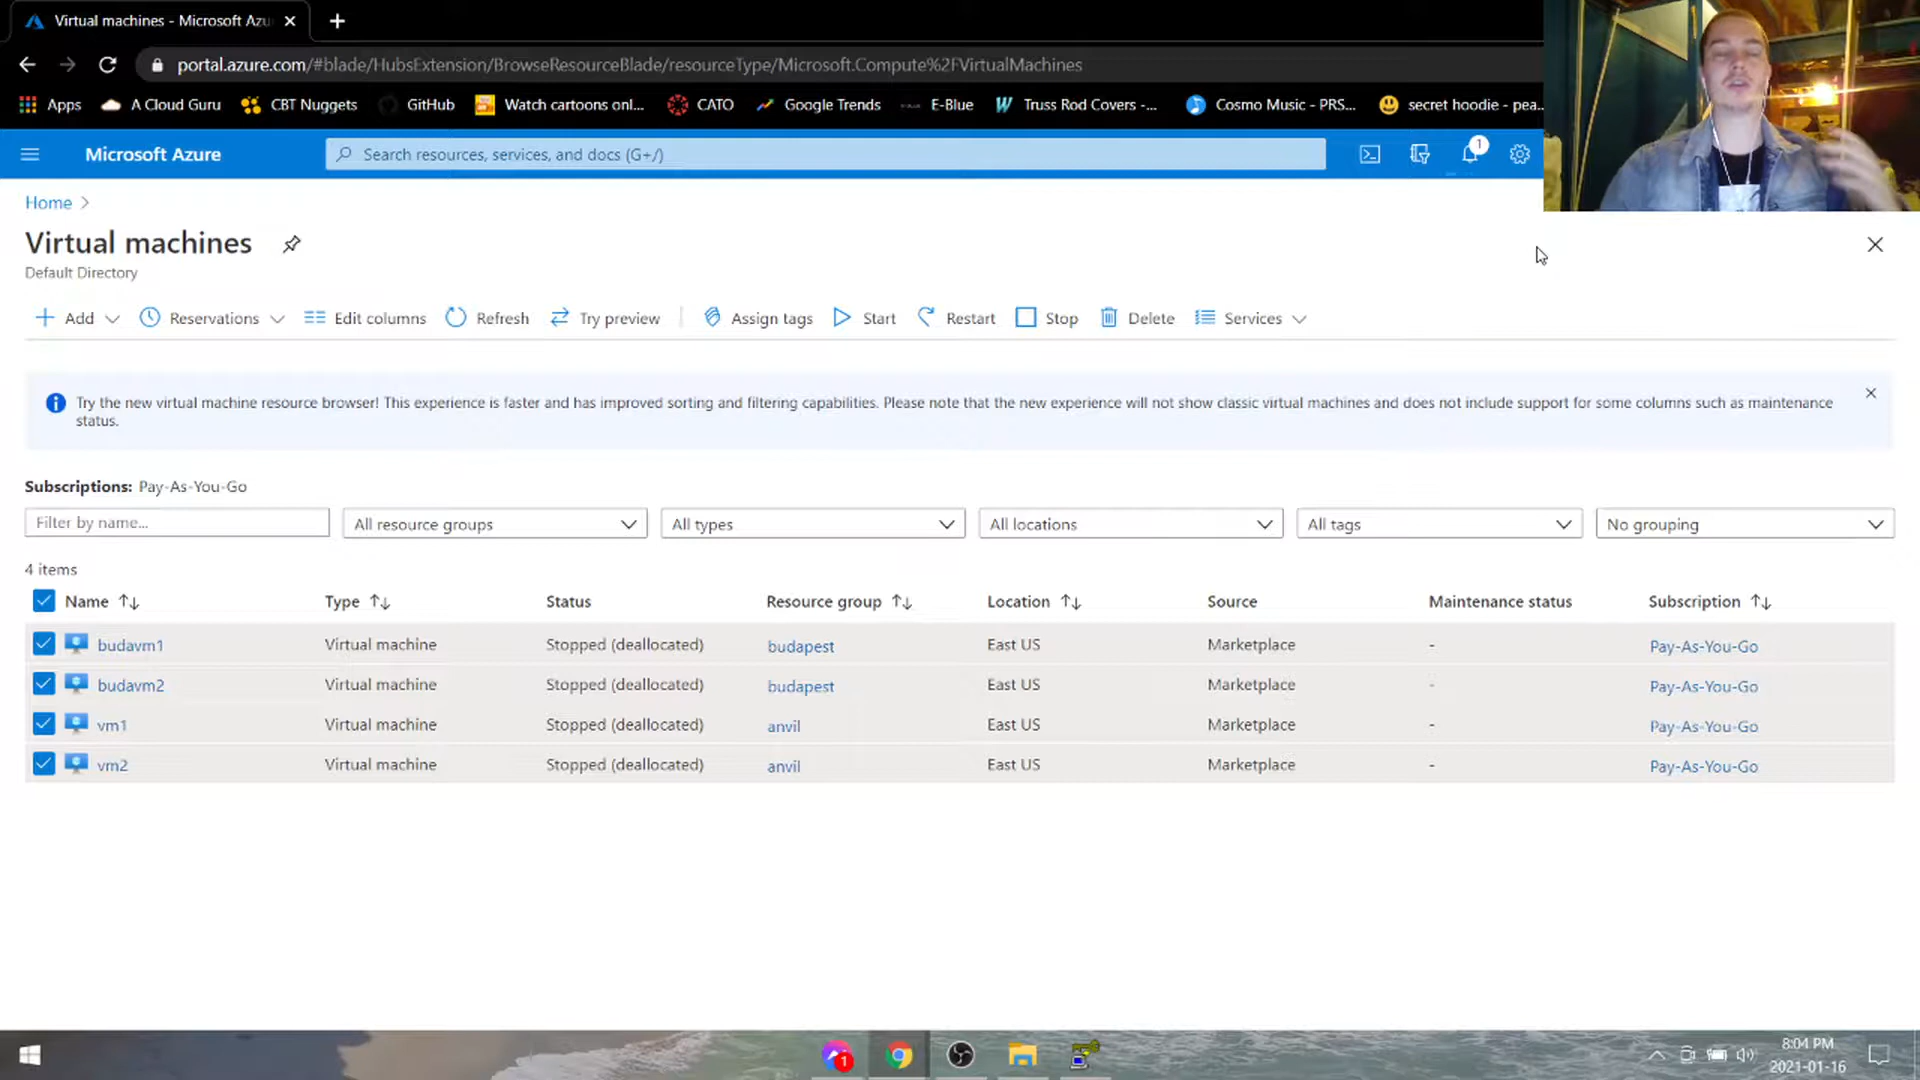 Virtual machines - Microsoft Azu
portal.azure.com/#blade/HubsExtension/BrowseResourceBlade/resourceType/Microsoft.Compute%2FVirtualMachines
Apps A Cloud Guru CBT Nuggets GitHub Watch cartoons onl... CATO Google Trends E-Blue Truss Rod Covers -... Cosmo Music - PRS... secret hoodie - pea...
Microsoft Azure Search resources, services, and docs (G+/) 1
Home
Virtual machines
Default Directory
Add Reservations Edit columns Refresh Try preview Assign tags Start Restart Stop Delete Services
Try the new virtual machine resource browser! This experience is faster and has improved sorting and filtering capabilities. Please note that the new experience will not show classic virtual machines and does not include support for some columns such as maintenance
status.
Subscriptions: Pay-As-You-Go
Filter by name... All resource groups All types All locations All tags No grouping
4 items
Name Type Status Resource group Location Source Maintenance status Subscription
budavm1 Virtual machine Stopped (deallocated) budapest East US Marketplace - Pay-As-You-Go
budavm2 Virtual machine Stopped (deallocated) budapest East US Marketplace - Pay-As-You-Go
vm1 Virtual machine Stopped (deallocated) anvil East US Marketplace - Pay-As-You-Go
vm2 Virtual machine Stopped (deallocated) anvil East US Marketplace - Pay-As-You-Go
1
8:04 PM
2021-01-16